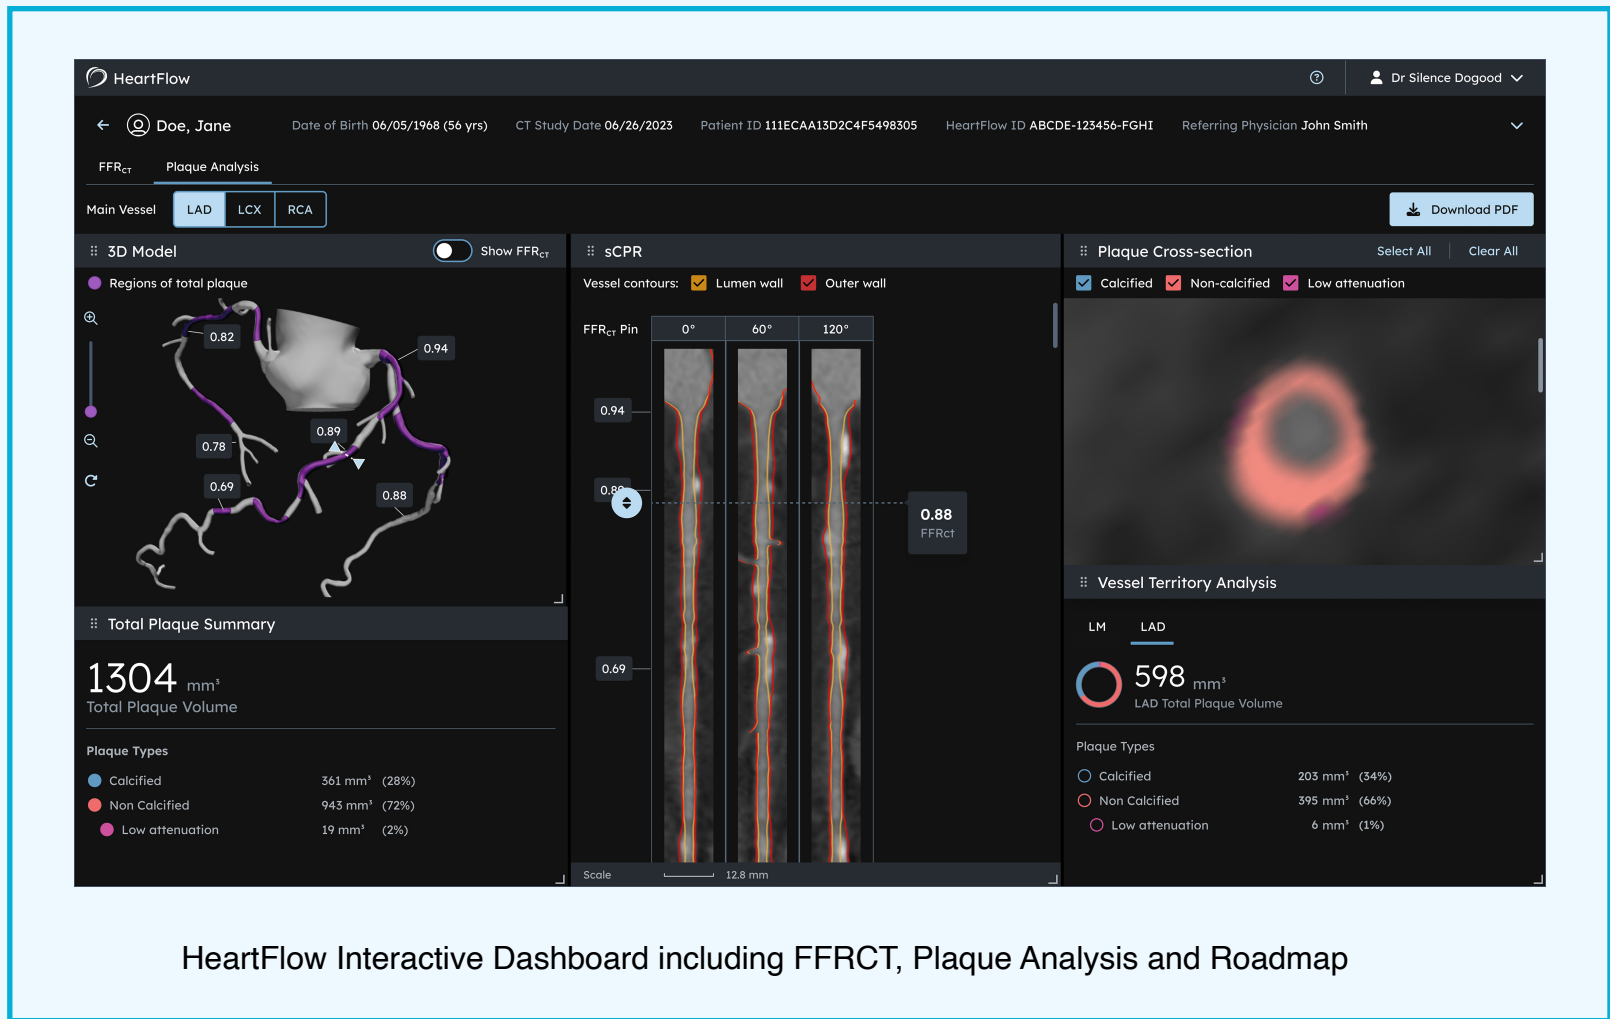 HeartFlow
Dr Silence Dogood
Doe, Jane
Date of Birth 06/05/1968 (56 yrs)
CT Study Date 06/26/2023
Patient ID 111ECAA13D2C4F5498305
HeartFlow ID ABCDE-123456-FGHI
Referring Physician John Smith
FFRCT
Plaque Analysis
Main Vessel
LAD
LCX
RCA
Download PDF
3D Model
Show FFRCT
Regions of total plaque
0.82
0.94
0.89
0.78
0.69
0.88
Total Plaque Summary
1304 mm³
Total Plaque Volume
Plaque Types
Calcified 361 mm³ (28%)
Non Calcified 943 mm³ (72%)
Low attenuation 19 mm³ (2%)
sCPR
Vessel contours: Lumen wall Outer wall
FFRCT Pin 0° 60° 120°
0.94
0.89
0.88
FFRct
0.69
Scale 12.8 mm
Plaque Cross-section
Select All
Clear All
Calcified Non-calcified Low attenuation
Vessel Territory Analysis
LM LAD
598 mm³
LAD Total Plaque Volume
Plaque Types
Calcified 203 mm³ (34%)
Non Calcified 395 mm³ (66%)
Low attenuation 6 mm³ (1%)
HeartFlow Interactive Dashboard including FFRCT, Plaque Analysis and Roadmap